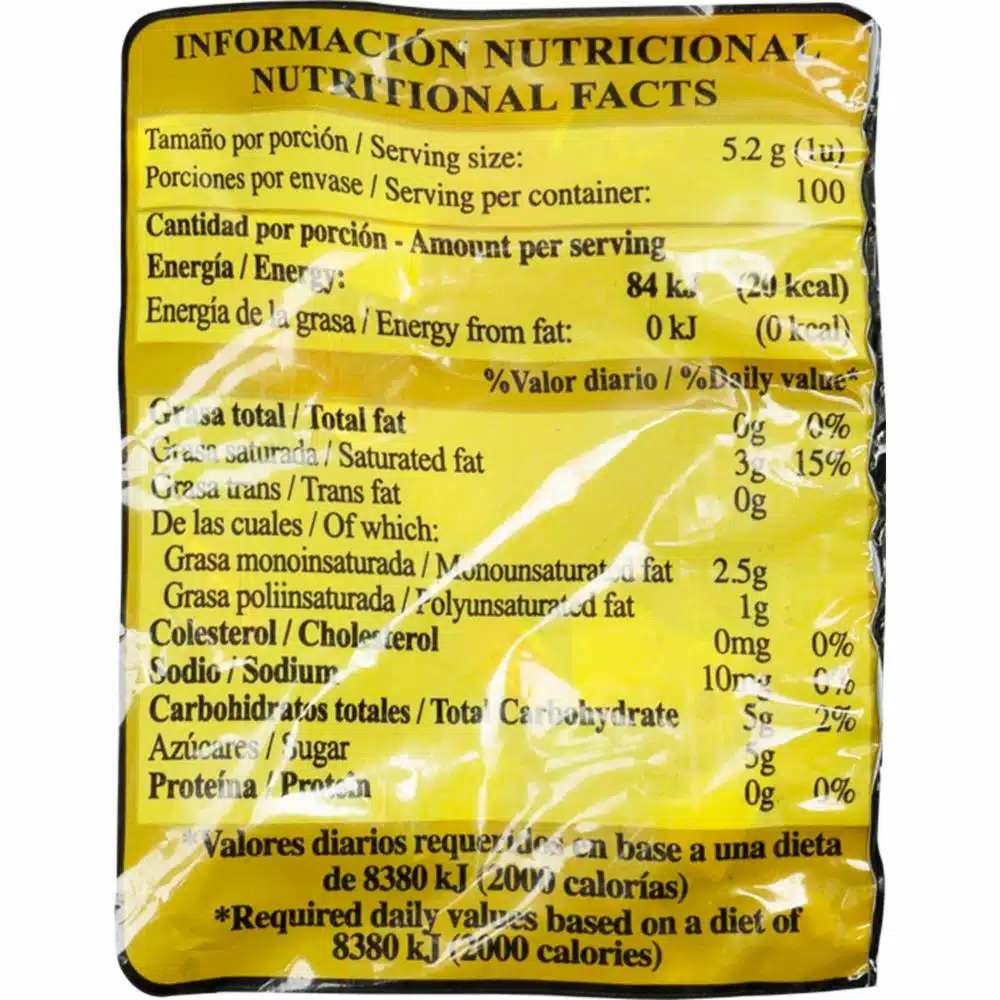 INFORMACIÓN NUTRICIONAL
NUTRITIONAL FACTS
Tamaño por porción / Serving size: 5.2 g (1u)
Porciones por envase / Serving per container: 100
Cantidad por porción - Amount per serving
Energía / Energy: 84 kJ (20 kcal)
Energía de la grasa / Energy from fat: 0 kJ (0 kcal)
%Valor diario / %Daily value*
Grasa total / Total fat 0g 0%
Grasa saturada / Saturated fat 3g 15%
Grasa trans / Trans fat 0g
De las cuales / Of which:
Grasa monoinsaturada / Monounsaturated fat 2.5g
Grasa poliinsaturada / Polyunsaturated fat 1g
Colesterol / Cholesterol 0mg 0%
Sodio / Sodium 10mg 0%
Carbohidratos totales / Total Carbohydrate 5g 2%
Azúcares / Sugar 5g
Proteína / Protein 0g 0%
*Valores diarios requeridos en base a una dieta
de 8380 kJ (2000 calorías)
*Required daily values based on a diet of
8380 kJ (2000 calories)